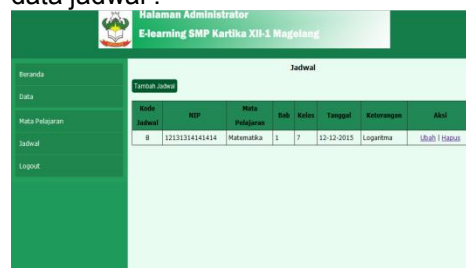 data jadwal :
Halaman Administrator
E-learning SMP Kartika XII-1 Magelang
Beranda
Data
Mata Pelajaran
Jadwal
Logout
Jadwal
Tambah Jadwal
Kode Jadwal NIP Mata Pelajaran Bab Kelas Tanggal Keterangan Aksi
8 12131314141414 Matematika 1 7 12-12-2015 Logaritma Ubah | Hapus